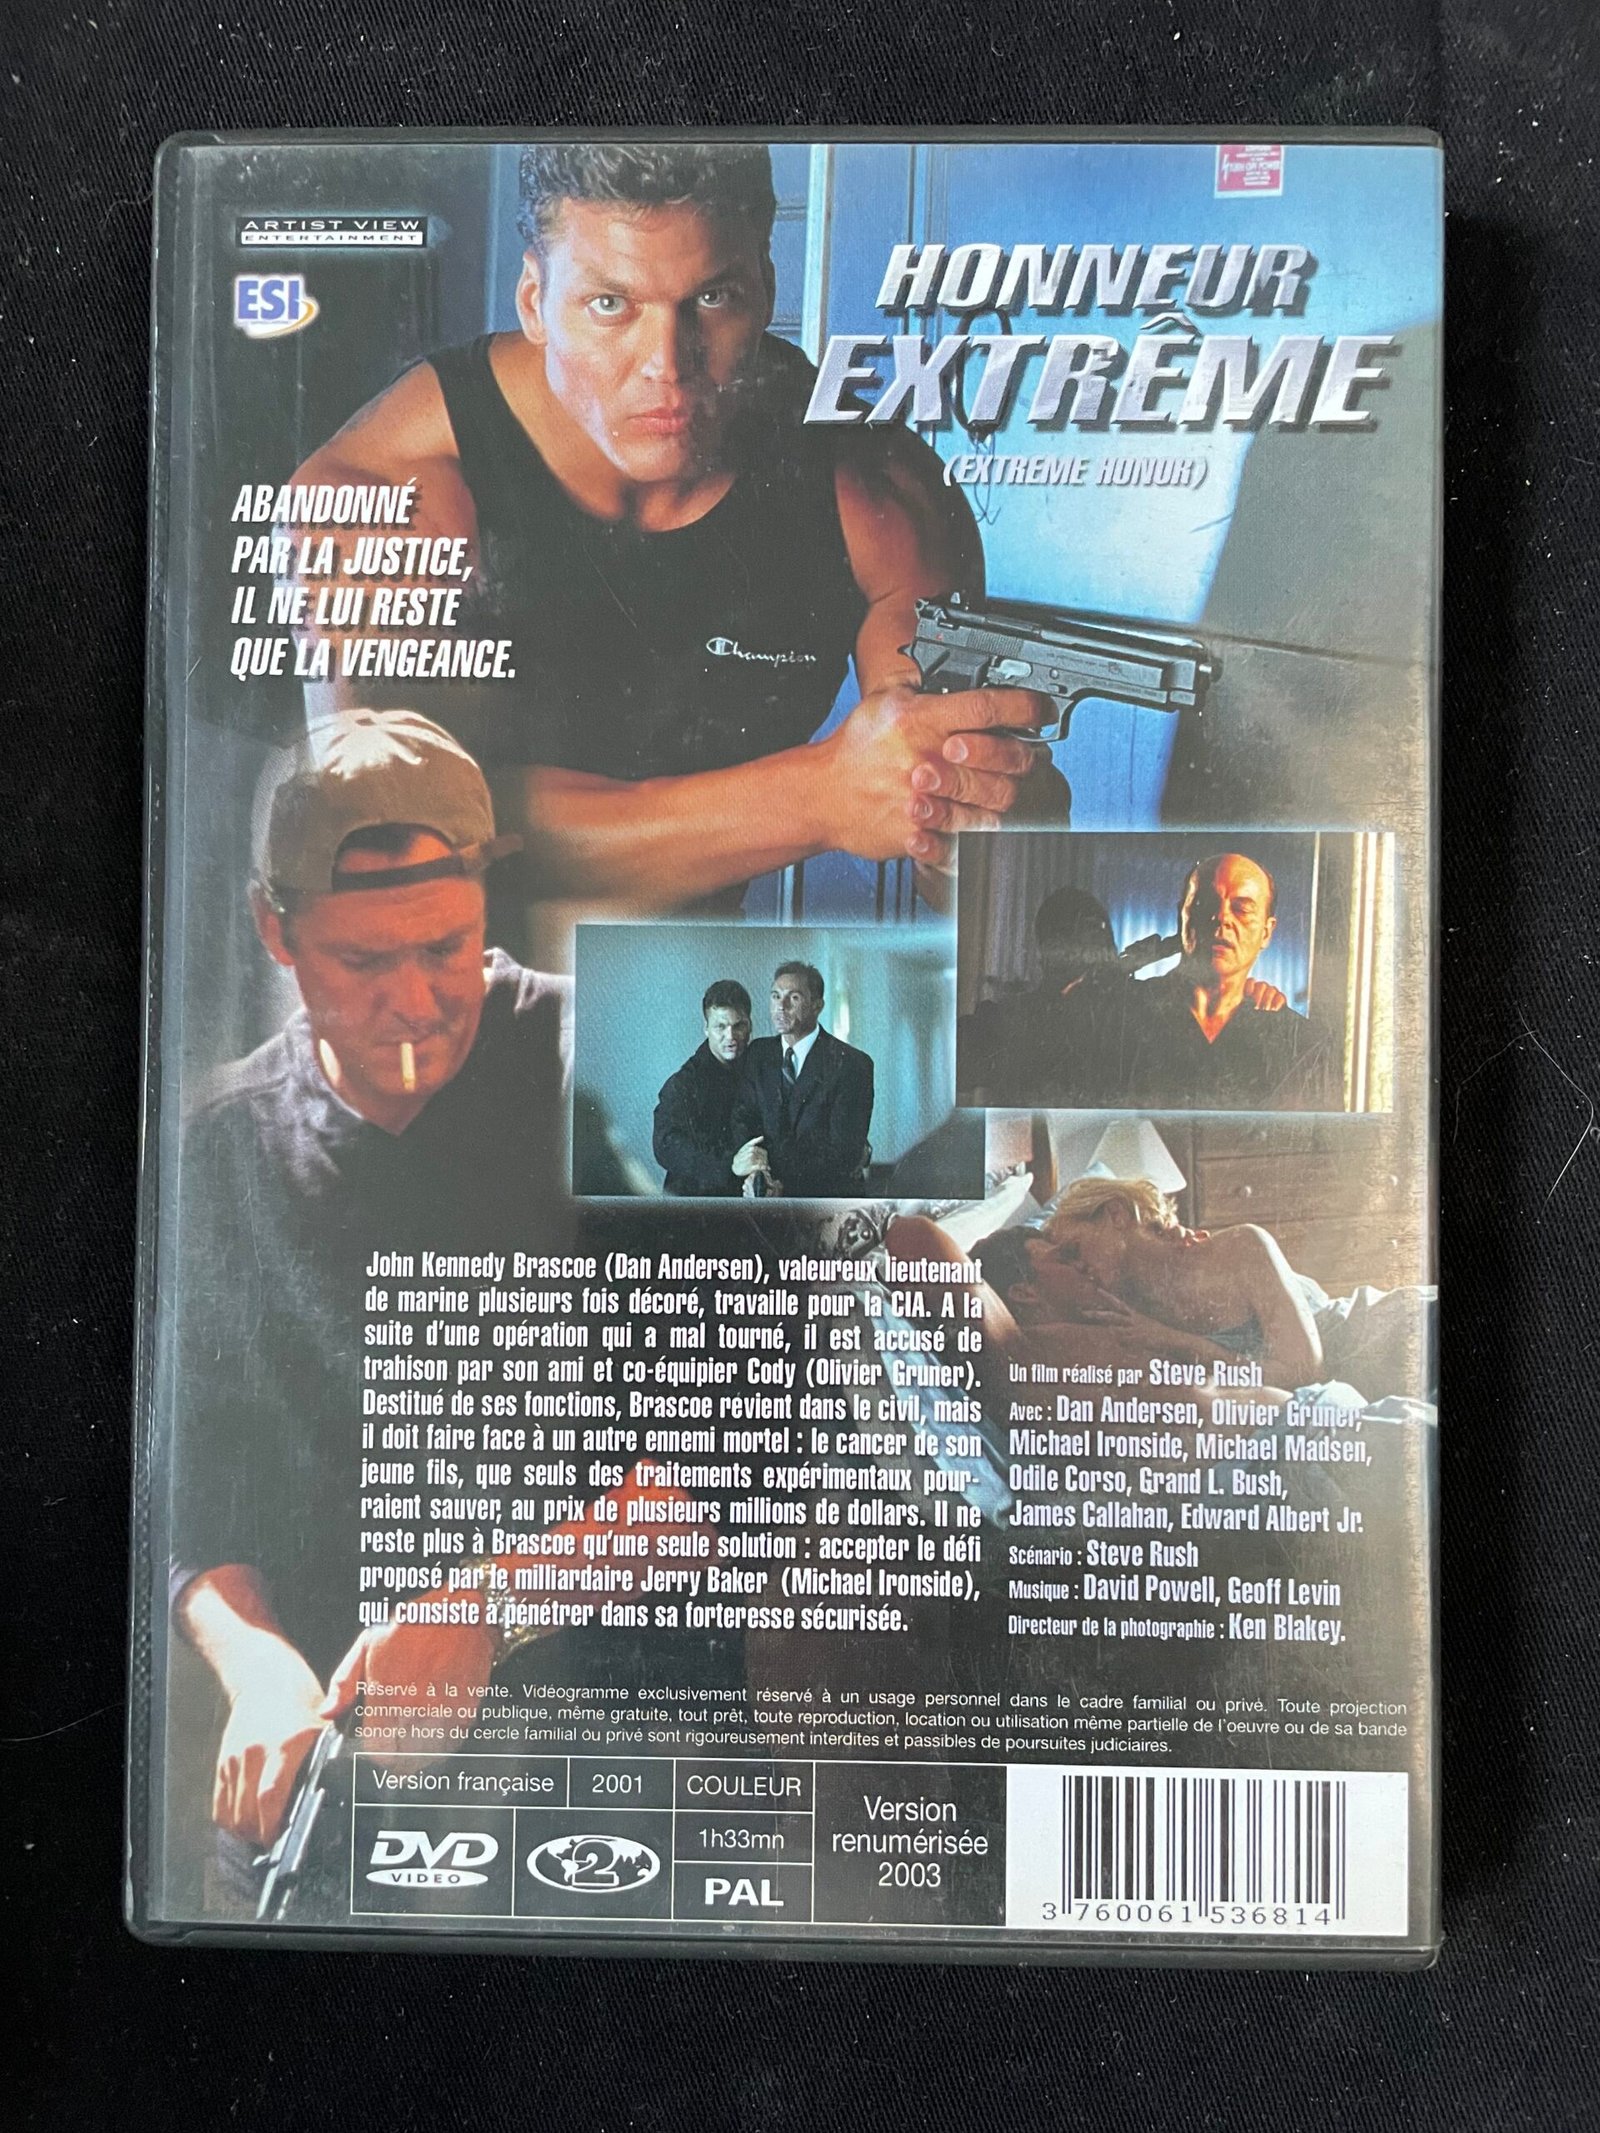 ARTIST VIEW
ENTERTAINMENT
ESI
HONNEUR
EXTRÊME
(EXTREME HONOR)
ABANDONNÉ
PAR LA JUSTICE,
IL NE LUI RESTE
QUE LA VENGEANCE.
Champion
John Kennedy Brascoe (Dan Andersen), valeureux lieutenant
de marine plusieurs fois décoré, travaille pour la CIA. A la
suite d'une opération qui a mal tourné, il est accusé de
trahison par son ami et co-équipier Cody (Olivier Gruner).
Destitué de ses fonctions, Brascoe revient dans le civil, mais
il doit faire face à un autre ennemi mortel : le cancer de son
jeune fils, que seuls des traitements expérimentaux pour-
raient sauver, au prix de plusieurs millions de dollars. Il ne
reste plus à Brascoe qu'une seule solution : accepter le défi
proposé par le milliardaire Jerry Baker (Michael Ironside),
qui consiste à pénétrer dans sa forteresse sécurisée.
Un film réalisé par Steve Rush
Avec : Dan Andersen, Olivier Gruner,
Michael Ironside, Michael Madsen,
Odile Corso, Grand L. Bush,
James Callahan, Edward Albert Jr.
Scénario : Steve Rush
Musique : David Powell, Geoff Levin
Directeur de la photographie : Ken Blakey.
Réservé à la vente. Vidéogramme exclusivement réservé à un usage personnel dans le cadre familial ou privé. Toute projection
commerciale ou publique, même gratuite, tout prêt, toute reproduction, location ou utilisation même partielle de l'oeuvre ou de sa bande
sonore hors du cercle familial ou privé sont rigoureusement interdites et passibles de poursuites judiciaires.
Version française
2001
COULEUR
DVD
VIDEO
2
1h33mn
PAL
Version
renumérisée
2003
3 760061 536814